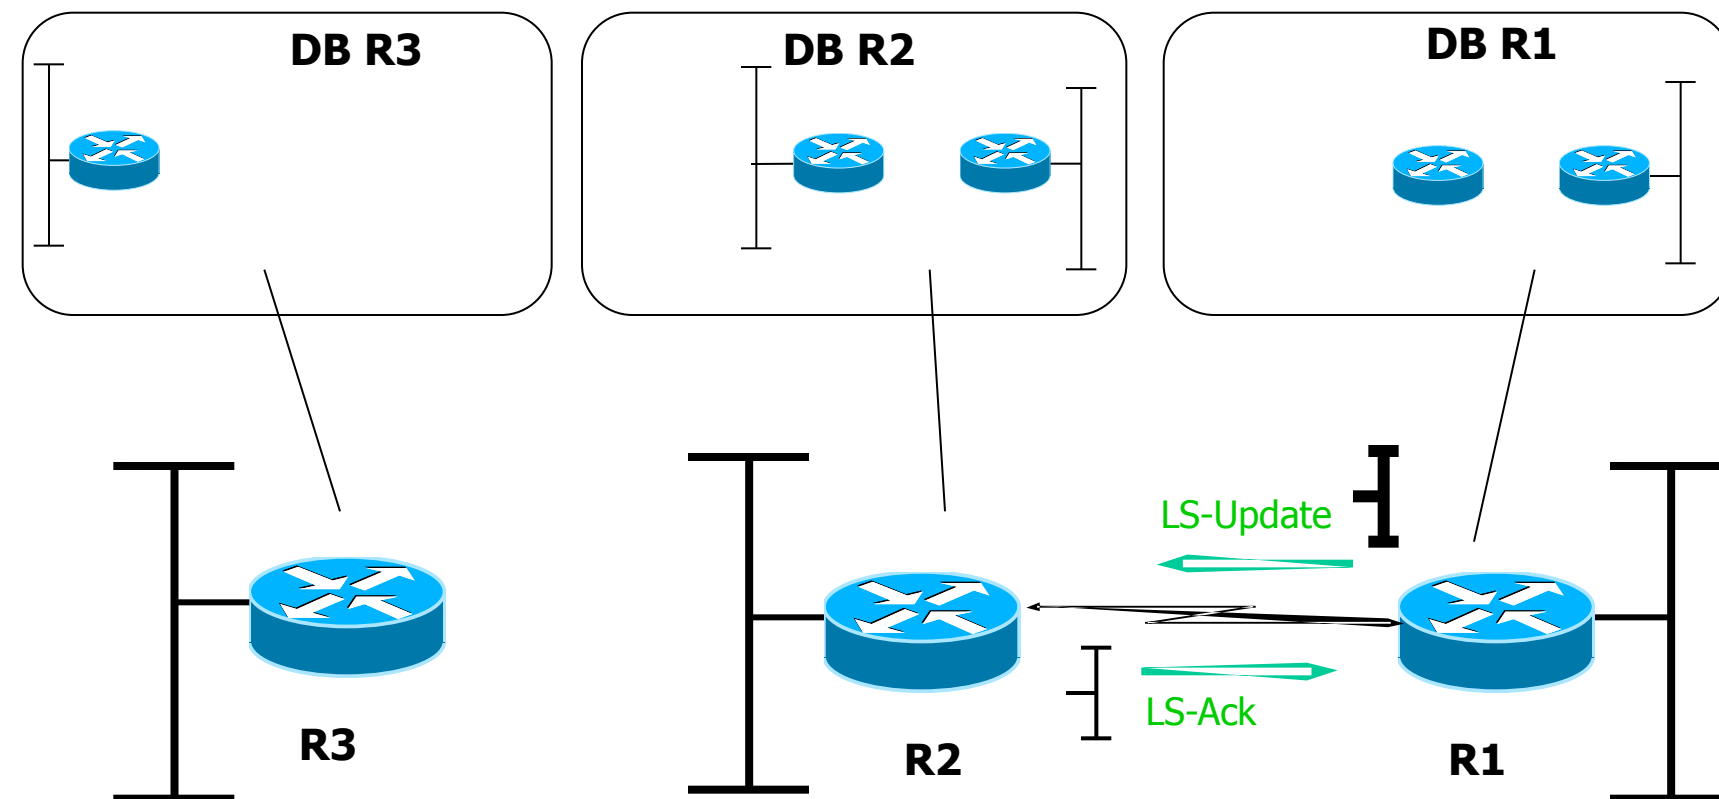 DB R3
DB R2
DB R1
LS-Update
LS-Ack
R3
R2
R1